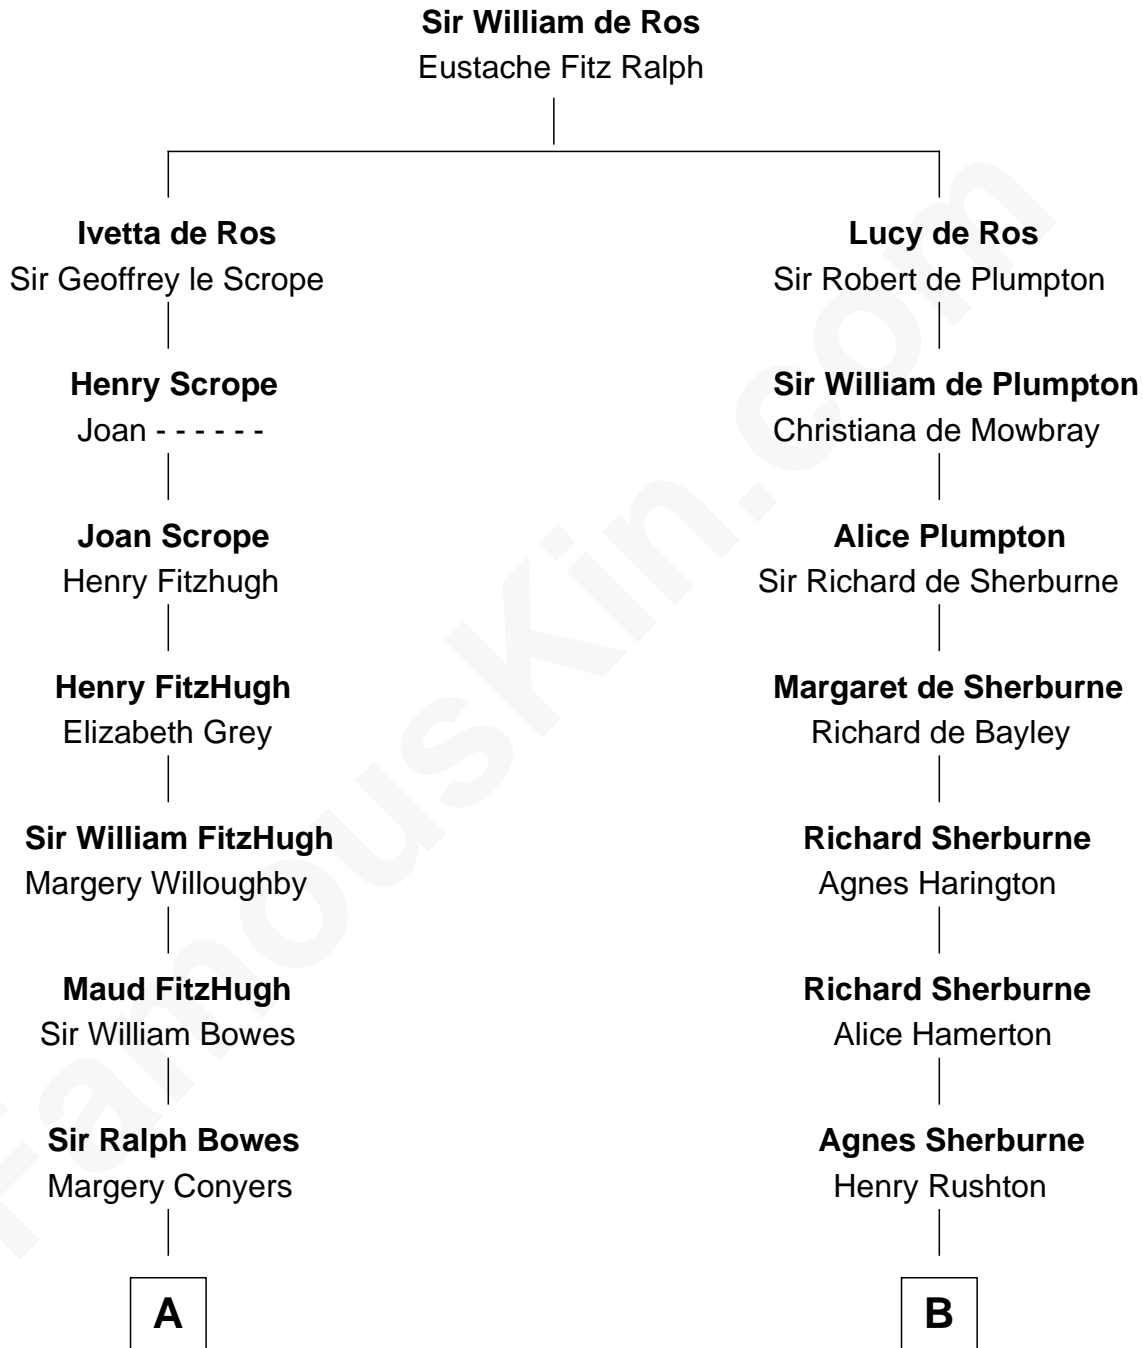 Sir William de Ros
Eustache Fitz Ralph
Ivetta de Ros
Sir Geoffrey le Scrope
Lucy de Ros
Sir Robert de Plumpton
Henry Scrope
Joan - - - - - -
Sir William de Plumpton
Christiana de Mowbray
Joan Scrope
Henry Fitzhugh
Alice Plumpton
Sir Richard de Sherburne
Henry FitzHugh
Elizabeth Grey
Margaret de Sherburne
Richard de Bayley
Sir William FitzHugh
Margery Willoughby
Richard Sherburne
Agnes Harington
Maud FitzHugh
Sir William Bowes
Richard Sherburne
Alice Hamerton
Sir Ralph Bowes
Margery Conyers
Agnes Sherburne
Henry Rushton
A
B
FamousKin.com